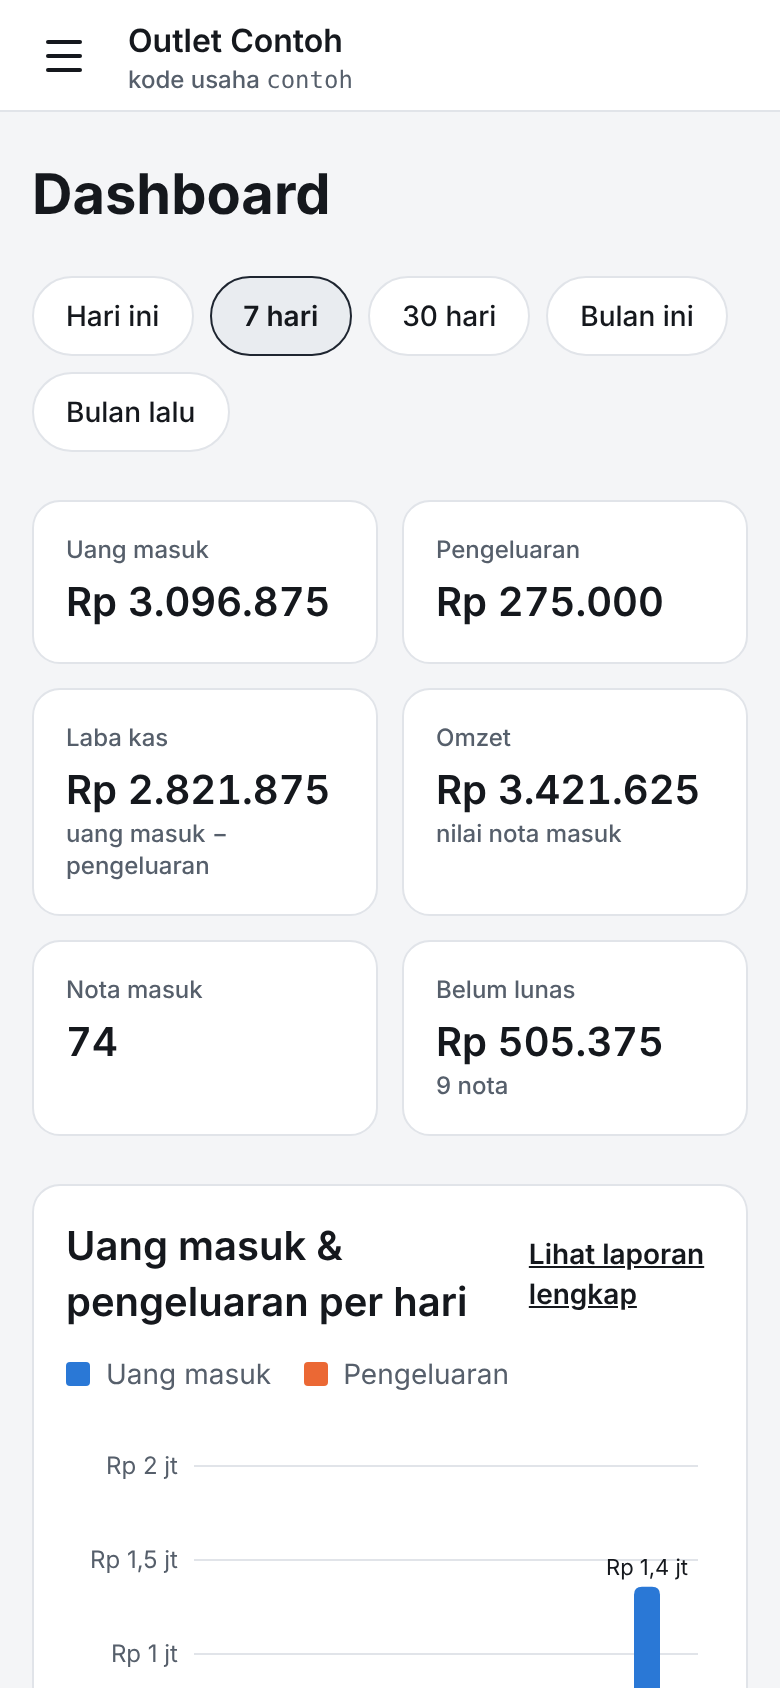 Outlet Contoh
kode usaha contoh
Dashboard
Hari ini
7 hari
30 hari
Bulan ini
Bulan lalu
Uang masuk
Rp 3.096.875
Pengeluaran
Rp 275.000
Laba kas
Rp 2.821.875
uang masuk −
pengeluaran
Omzet
Rp 3.421.625
nilai nota masuk
Nota masuk
74
Belum lunas
Rp 505.375
9 nota
Uang masuk &
pengeluaran per hari
Lihat laporan
lengkap
Uang masuk
Pengeluaran
Rp 2 jt
Rp 1,5 jt
Rp 1,4 jt
Rp 1 jt